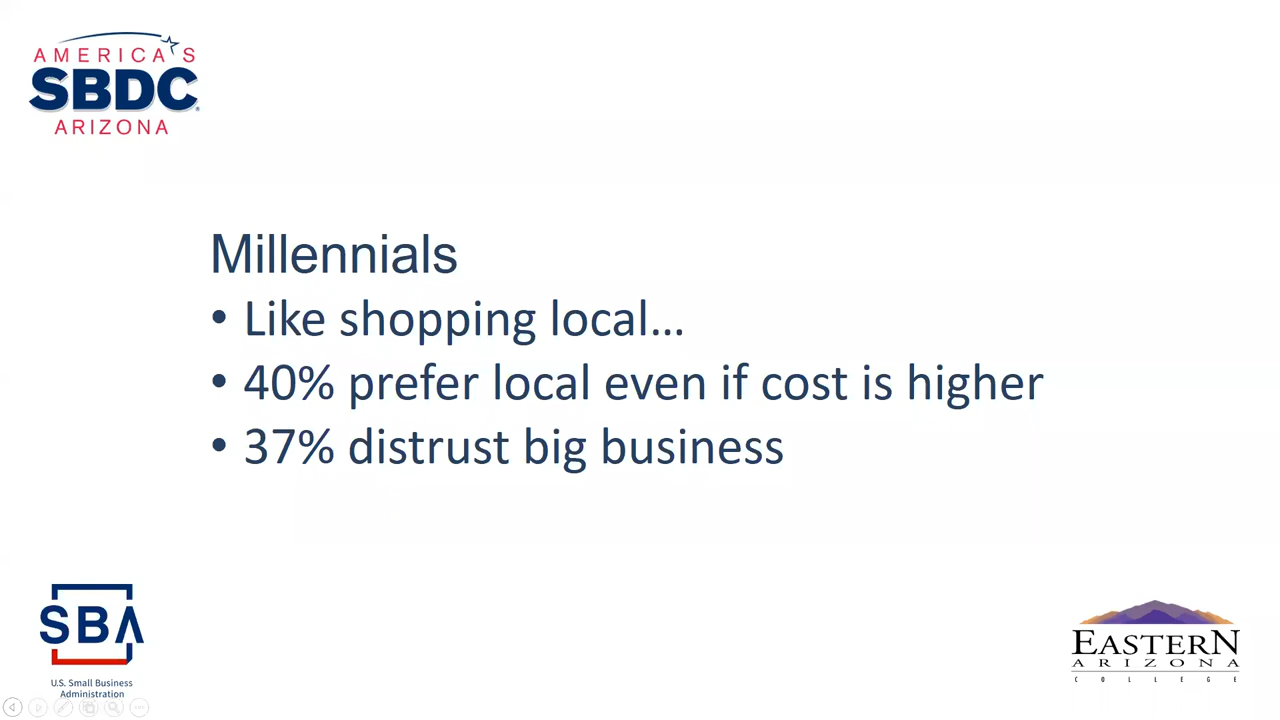 AMERICA'S
SBDC
ARIZONA
Millennials
• Like shopping local…
• 40% prefer local even if cost is higher
• 37% distrust big business
SBA
U.S. Small Business
Administration
EASTERN
ARIZONA
COLLEGE